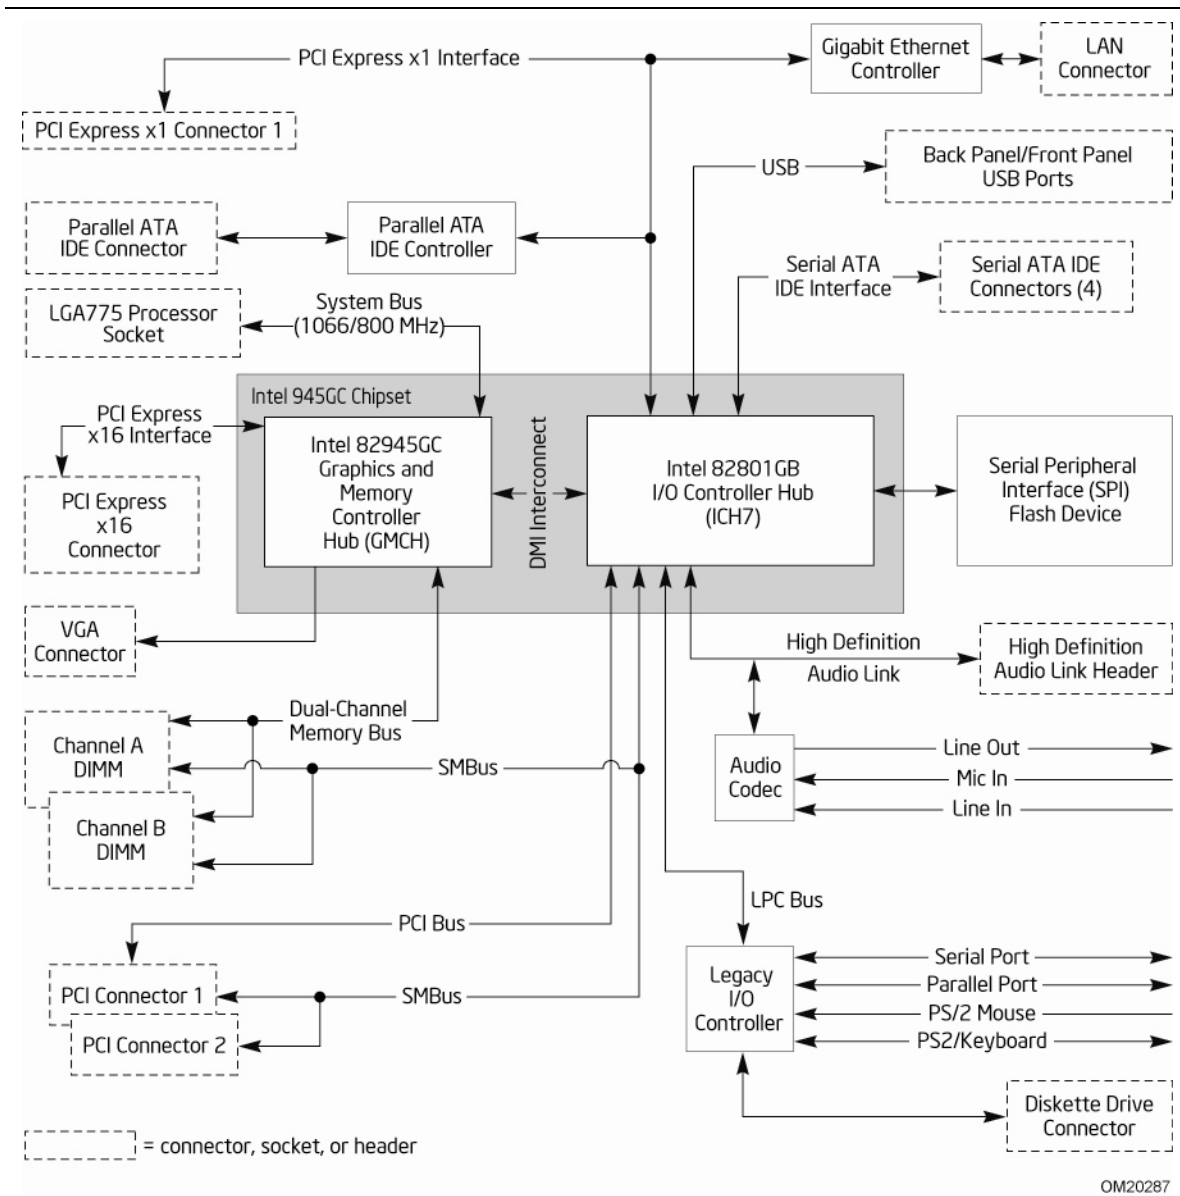 PCI Express x1 Interface
Gigabit Ethernet
Controller
LAN
Connector
PCI Express x1 Connector 1
USB
Back Panel/Front Panel
USB Ports
Parallel ATA
IDE Connector
Parallel ATA
IDE Controller
Serial ATA
IDE Interface
Serial ATA IDE
Connectors (4)
LGA775 Processor
Socket
System Bus
(1066/800 MHz)
Intel 945GC Chipset
PCI Express
x16 Interface
PCI Express
x16
Connector
Intel 82945GC
Graphics and
Memory
Controller
Hub (GMCH)
DMI Interconnect
Intel 82801GB
I/O Controller Hub
(ICH7)
Serial Peripheral
Interface (SPI)
Flash Device
VGA
Connector
High Definition
Audio Link
High Definition
Audio Link Header
Dual-Channel
Memory Bus
Channel A
DIMM
SMBus
Channel B
DIMM
Audio
Codec
Line Out
Mic In
Line In
LPC Bus
PCI Bus
PCI Connector 1
SMBus
PCI Connector 2
Legacy
I/O
Controller
Serial Port
Parallel Port
PS/2 Mouse
PS2/Keyboard
Diskette Drive
Connector
= connector, socket, or header
OM20287